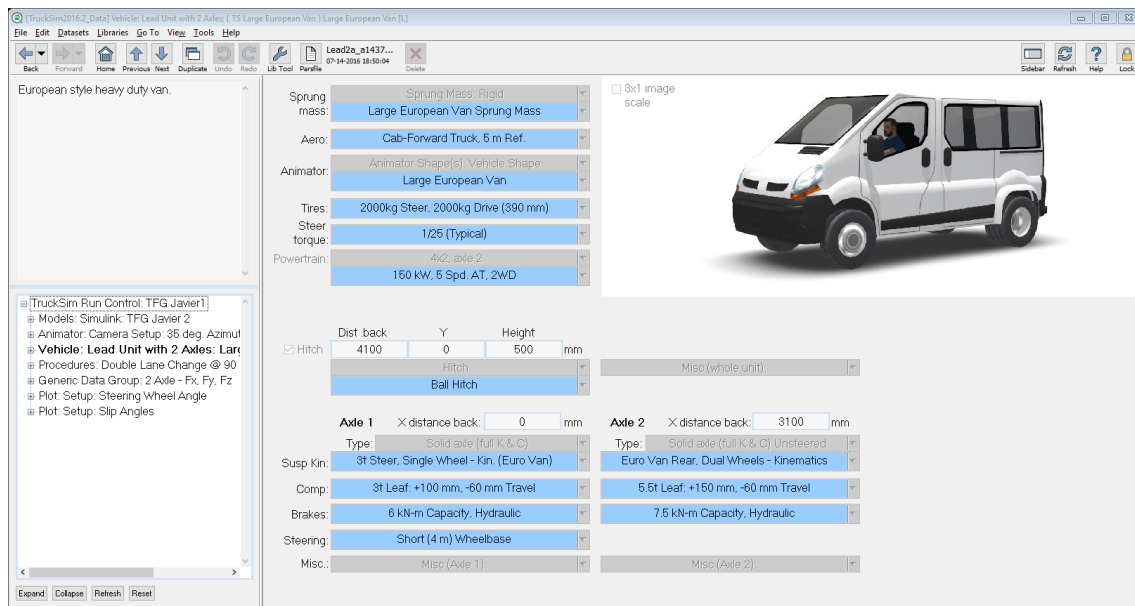 [TruckSim2016.2_Data] Vehicle: Lead Unit with 2 Axles; { TS Large European Van } Large European Van [L]
File Edit Datasets Libraries Go To View Tools Help
Back Forward Home Previous Next Duplicate Undo Redo Lib Tool Parsfile
Lead2a_a1437...
07-14-2016 18:50:04
Delete Sidebar Refresh Help Lock
European style heavy duty van.
Sprung mass:
Sprung Mass: Rigid
Large European Van Sprung Mass
Aero: Cab-Forward Truck, 5 m Ref.
Animator:
Animator Shape(s): Vehicle Shape
Large European Van
Tires: 2000kg Steer, 2000kg Drive (390 mm)
Steer torque: 1/25 (Typical)
Powertrain: 4x2, axle 2
150 kW, 5 Spd. AT, 2WD
3x1 image
scale
TruckSim Run Control: TFG Javier1
Models: Simulink: TFG Javier 2
Animator: Camera Setup: 35 deg. Azimut
Vehicle: Lead Unit with 2 Axles: Larg
Procedures: Double Lane Change @ 90
Generic Data Group: 2 Axle - Fx, Fy, Fz
Plot: Setup: Steering Wheel Angle
Plot: Setup: Slip Angles
Expand Collapse Refresh Reset
Dist .back Y Height
Hitch 4100 0 500 mm
Hitch Misc (whole unit):
Ball Hitch
Axle 1 X distance back: 0 mm Axle 2 X distance back: 3100 mm
Type: Solid axle (full K & C) Type: Solid axle (full K & C) Unsteered
Susp Kin: 3t Steer, Single Wheel - Kin. (Euro Van) Euro Van Rear, Dual Wheels - Kinematics
Comp: 3t Leaf: +100 mm, -60 mm Travel 5.5t Leaf: +150 mm, -60 mm Travel
Brakes: 6 kN-m Capacity, Hydraulic 7.5 kN-m Capacity, Hydraulic
Steering: Short (4 m) Wheelbase
Misc.: Misc (Axle 1): Misc (Axle 2):